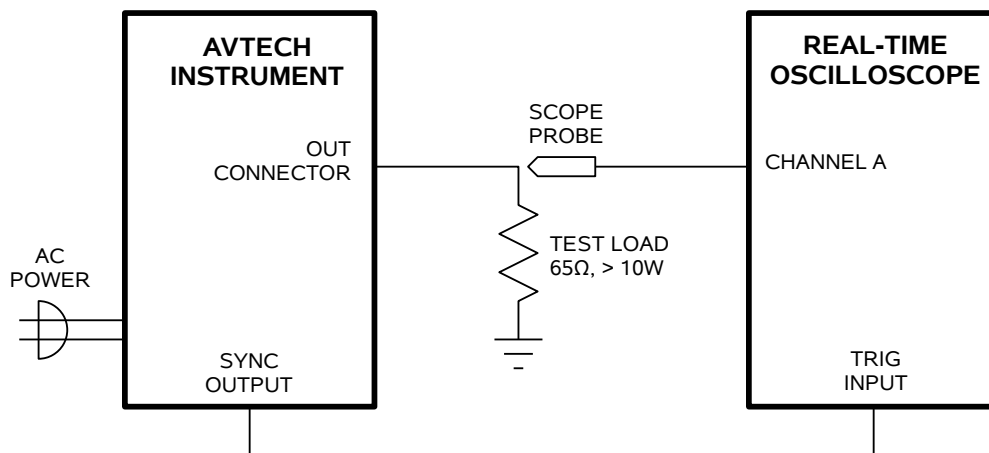 AVTECH
INSTRUMENT
OUT
CONNECTOR
AC
POWER
SYNC
OUTPUT
SCOPE
PROBE
TEST LOAD
65Ω, > 10W
REAL-TIME
OSCILLOSCOPE
CHANNEL A
TRIG
INPUT